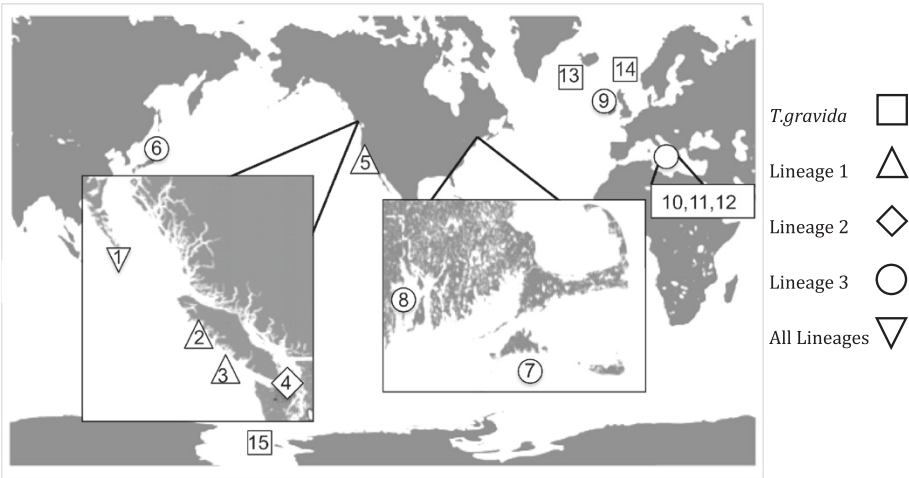 13
14
9
6
5
10,11,12
1
8
2
3
4
7
15
T.gravida
Lineage 1
Lineage 2
Lineage 3
All Lineages